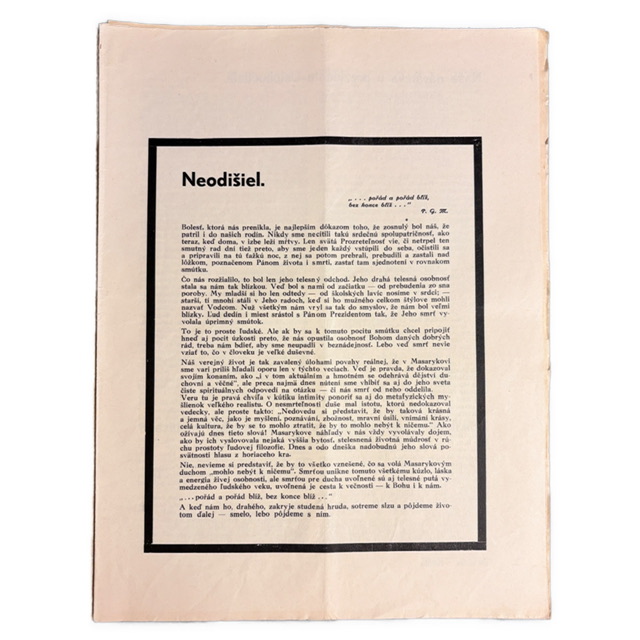 Neodišiel.
„ . . . pořád a pořád blíž,
bez konce blíž . . ."
P. G. M.
Bolesť, ktorá nás prenikla, je najlepším dôkazom toho, že zosnulý bol náš, že
patril i do našich rodín. Nikdy sme necítili takú srdečnú spolupatričnosť, ako
teraz, keď doma, v izbe leží mŕtvy. Len svätá Prozreteľnosť vie, či netrpel ten
smutný rad dní tiež preto, aby sme jeden každý vstúpili do seba, očistili sa
a pripravili na tú ťažkú noc, z nej sa potom prebrali, prebudili a zastali nad
lôžkom, poznačenom Pánom života i smrti, zastať tam sjednotení v rovnakom
smútku.
Čo nás rozžialilo, to bol len jeho telesný odchod. Jeho drahá telesná osobnosť
stala sa nám tak blízkou. Veď bol s nami od začiatku — od prebudenia zo sna
poroby. My mladší si ho len odtedy — od školských lavíc nosíme v srdci; —
starší, tí mnohí stáli v Jeho radoch, keď si ho mužného celkom štýlove mohli
nazvať Vodcom. Nuž všetkým nám vryl sa tak do smyslov, že nám bol veľmi
blízky. Ľud dedín i miest srástol s Pánom Prezidentom tak, že Jeho smrť vy-
volala úprimný smútok.
To je to proste ľudské. Ale ak by sa k tomuto pocitu smútku chcel pripojiť
hneď aj pocit úzkosti preto, že nás opustila osobnosť Bohom daných dobrých
rád, treba nám bdieť, aby sme neupadli v beznádejnosť. Lebo veď smrť nevie
vziať to, čo v človeku je veľké duševné.
Náš verejný život je tak zavalený úlohami povahy reálnej, že v Masarykovi
sme vari príliš hľadali oporu len v týchto veciach. Veď je pravda, že dokazoval
svojím konaním, ako „i v tom aktuálnim a hmotném se odehrává dějství du-
chovní a věčné", ale preca najmä dnes nútení sme vhĺbiť sa aj do jeho sveta
čiste spirituálnych odpovedí na otázku — či nás smrť od neho oddelila.
Veru tu je pravá chvíľa v kútiku intímity ponoriť sa aj do metafyzických my-
šlienok veľkého realistu. O nesmrteľnosti duše mal istotu, ktorú nedokazoval
vedecky, ale proste takto: „Nedovedu si představit, že by taková krásná
a jemná věc, jako je myšlení, poznávání, zbožnost, mravní úsilí, vnímání krásy,
celá kultura, že by se to mohlo ztratit, že by to mohlo nebýt k ničemu." Ako
ožívajú dnes tieto slová! Masarykove náhľady v nás vždy vyvolávaly dojem,
ako by ich vyslovovala nejaká vyššia bytosť, stelesnená životná múdrosť v rú-
chu prostoty ľudovej filozofie. Dnes a odo dneška nadobudnú jeho slová po-
svätnosti hlasu z horiaceho kra.
Nie, nevieme si predstaviť, že by to všetko vznešené, čo sa volá Masarykovým
duchom „mohlo nebýt k ničemu". Smrťou unikne tomuto všetkému kúzlo, láska
a energia živej osobnosti, ale smrťou pre ducha uvoľnené sú aj telesné putá vy-
medzeného ľudského veku, uvoľnená je cesta k večnosti — k Bohu i k nám.
„ . . . pořád a pořád blíž, bez konce blíž . . ."
A keď nám ho, drahého, zakryje studená hruda, sotreme slzu a pôjdeme živo-
tom ďalej — smelo, lebo pôjdeme s ním.